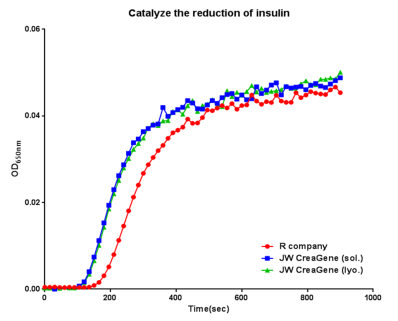 Catalyze the reduction of insulin
0.06
0.04
0.02
0.00
OD650nm
0
200
400
600
800
1000
Time(sec)
R company
JW CreaGene (sol.)
JW CreaGene (lyo.)